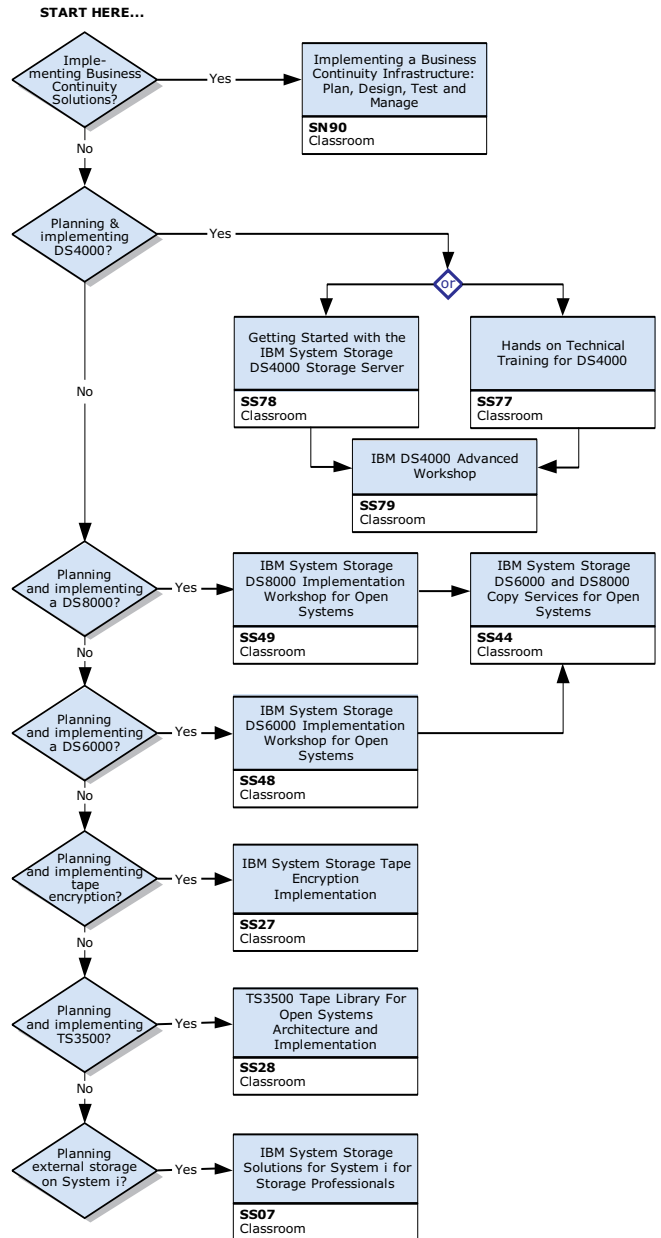 START HERE...
Imple-
menting Business
Continuity
Solutions?
Yes
Implementing a Business
Continuity Infrastructure:
Plan, Design, Test and
Manage
SN90
Classroom
No
Planning &
implementing
DS4000?
Yes
or
Getting Started with the
IBM System Storage
DS4000 Storage Server
SS78
Classroom
Hands on Technical
Training for DS4000
SS77
Classroom
No
IBM DS4000 Advanced
Workshop
SS79
Classroom
Planning
and implementing
a DS8000?
Yes
IBM System Storage
DS8000 Implementation
Workshop for Open
Systems
SS49
Classroom
IBM System Storage
DS6000 and DS8000
Copy Services for Open
Systems
SS44
Classroom
No
Planning
and implementing
a DS6000?
Yes
IBM System Storage
DS6000 Implementation
Workshop for Open
Systems
SS48
Classroom
No
Planning
and implementing
tape
encryption?
Yes
IBM System Storage Tape
Encryption
Implementation
SS27
Classroom
No
Planning
and implementing
TS3500?
Yes
TS3500 Tape Library For
Open Systems
Architecture and
Implementation
SS28
Classroom
No
Planning
external storage
on System i?
Yes
IBM System Storage
Solutions for System i for
Storage Professionals
SS07
Classroom